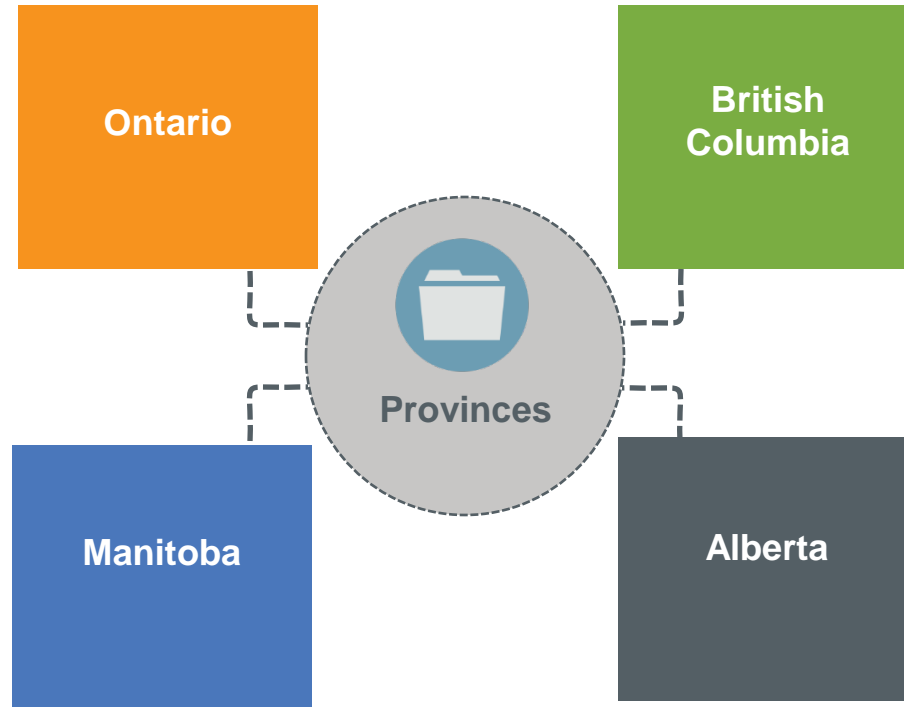 Ontario
British
Columbia
Provinces
Manitoba
Alberta